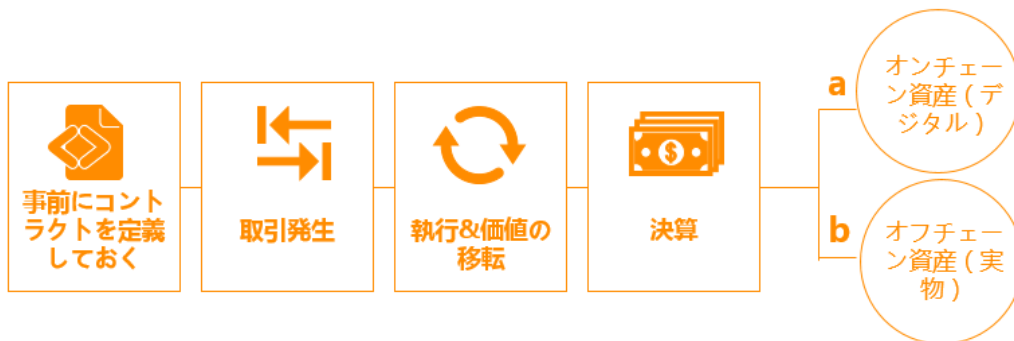 事前にコント
ラクトを定義
しておく
取引発生
執行&価値の
移転
$
決算
a
オンチェー
ン資産 ( デ
ジタル )
b
オフチェー
ン資産 ( 実
物 )